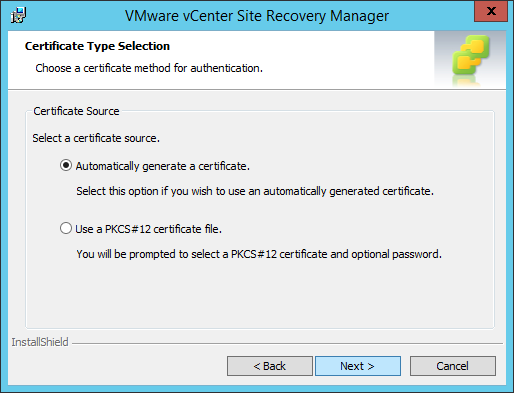 VMware vCenter Site Recovery Manager
X
Certificate Type Selection
Choose a certificate method for authentication.
Certificate Source
Select a certificate source.
Automatically generate a certificate.
Select this option if you wish to use an automatically generated certificate.
Use a PKCS#12 certificate file.
You will be prompted to select a PKCS#12 certificate and optional password.
InstallShield
< Back
Next >
Cancel